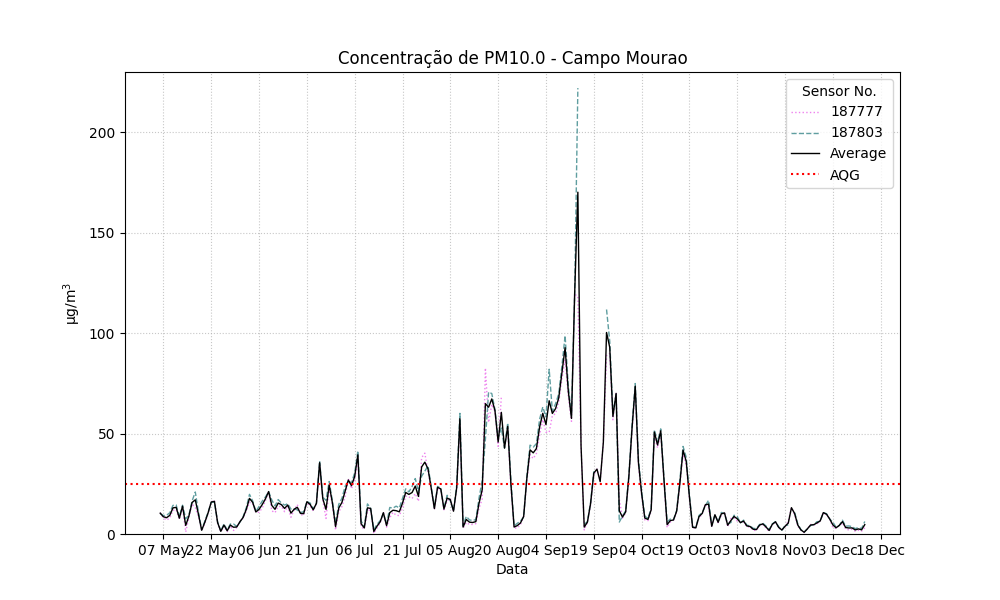 Concentração de PM10.0 - Campo Mourao
Sensor No.
187777
187803
Average
AQG
200
150
100
50
0
µg/m³
07 May 22 May 06 Jun 21 Jun 06 Jul 21 Jul 05 Aug 20 Aug 04 Sep 19 Sep 04 Oct 19 Oct 03 Nov 18 Nov 03 Dec 18 Dec
Data